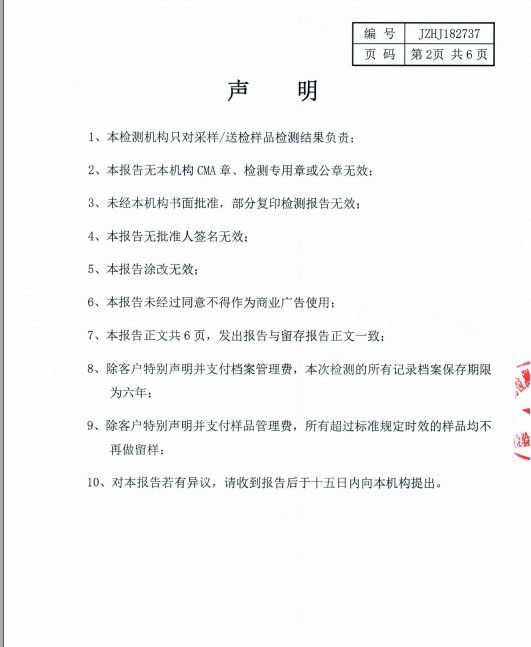 编 号 JZHJ182737
页 码 第2页 共6页
声 明
1、本检测机构只对采样/送检样品检测结果负责;
2、本报告无本机构 CMA 章、检测专用章或公章无效;
3、未经本机构书面批准，部分复印检测报告无效;
4、本报告无批准人签名无效;
5、本报告涂改无效;
6、本报告未经过同意不得作为商业广告使用;
7、本报告正文共 6 页，发出报告与留存报告正文一致;
8、除客户特别声明并支付档案管理费，本次检测的所有记录档案保存期限
为六年;
9、除客户特别声明并支付样品管理费，所有超过标准规定时效的样品均不
再做留样;
10、对本报告若有异议，请收到报告后于十五日内向本机构提出。